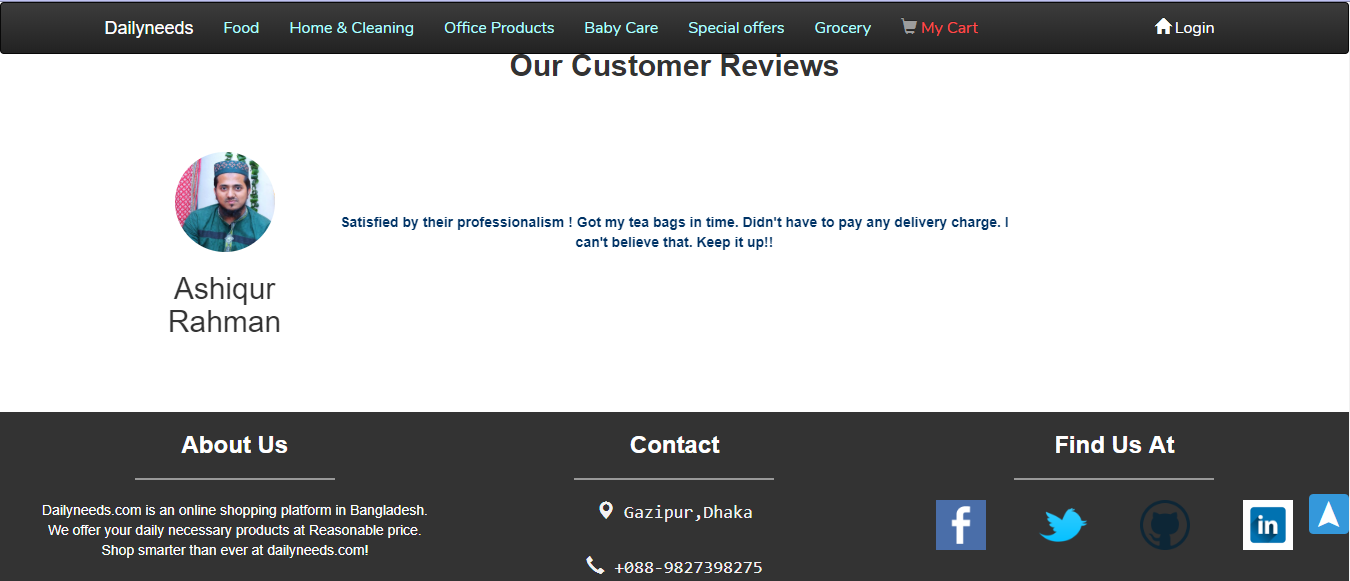 Dailyneeds Food Home & Cleaning Office Products Baby Care Special offers Grocery My Cart Login
Our Customer Reviews
Satisfied by their professionalism ! Got my tea bags in time. Didn't have to pay any delivery charge. I
can't believe that. Keep it up!!
Ashiqur
Rahman
About Us
Dailyneeds.com is an online shopping platform in Bangladesh.
We offer your daily necessary products at Reasonable price.
Shop smarter than ever at dailyneeds.com!
Contact
Gazipur,Dhaka
+088-9827398275
Find Us At
f
in